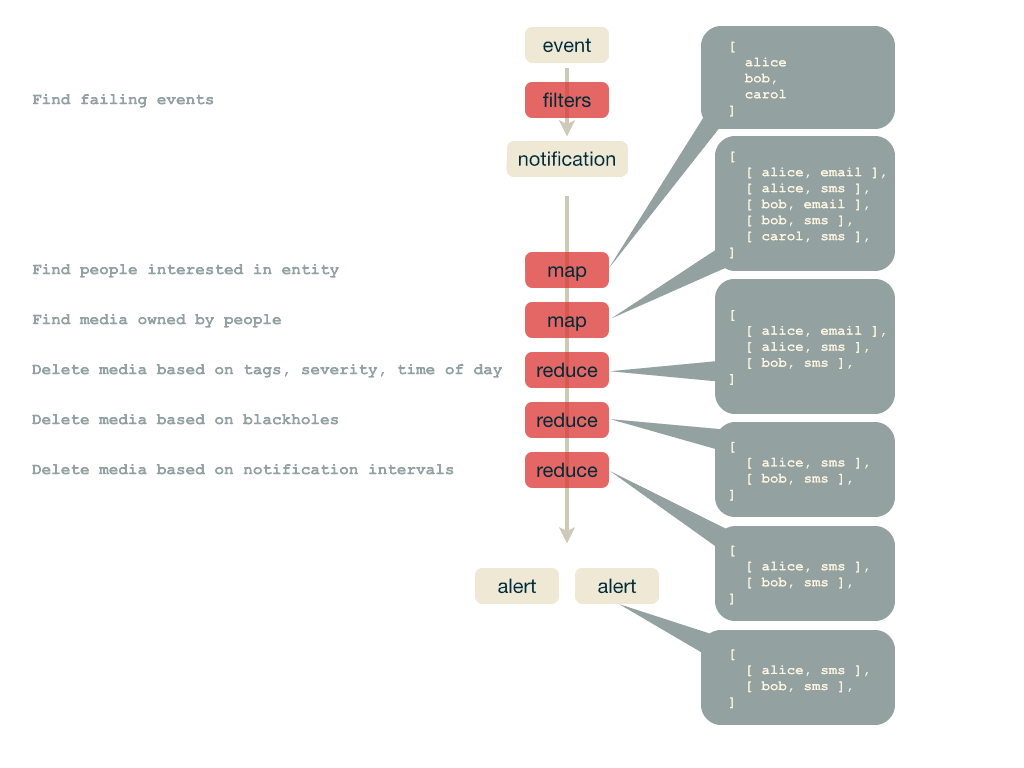 event
Find failing events
filters
notification
Find people interested in entity
map
Find media owned by people
map
Delete media based on tags, severity, time of day
reduce
Delete media based on blackholes
reduce
Delete media based on notification intervals
reduce
alert
alert
[
alice
bob,
carol
]
[
[ alice, email ],
[ alice, sms ],
[ bob, email ],
[ bob, sms ],
[ carol, sms ],
]
[
[ alice, email ],
[ alice, sms ],
[ bob, sms ],
]
[
[ alice, sms ],
[ bob, sms ],
]
[
[ alice, sms ],
[ bob, sms ],
]
[
[ alice, sms ],
[ bob, sms ],
]